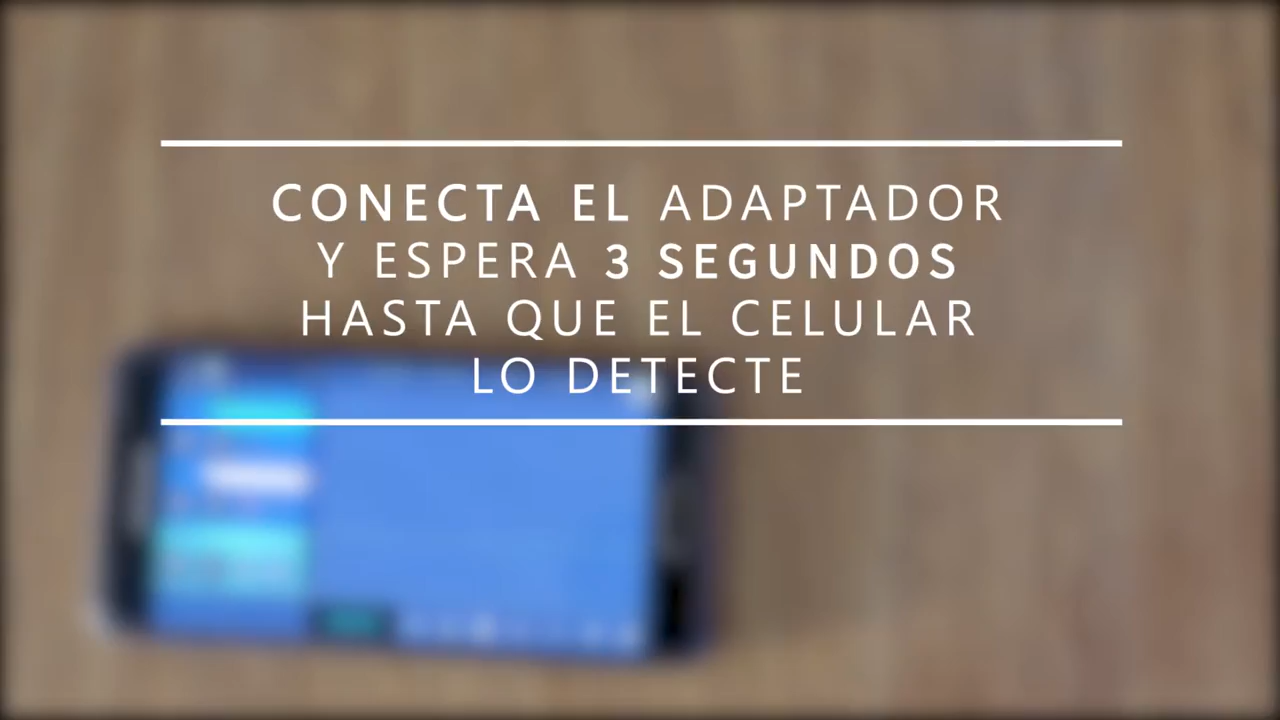 CONECTA EL ADAPTADOR
Y ESPERA 3 SEGUNDOS
HASTA QUE EL CELULAR
LO DETECTE